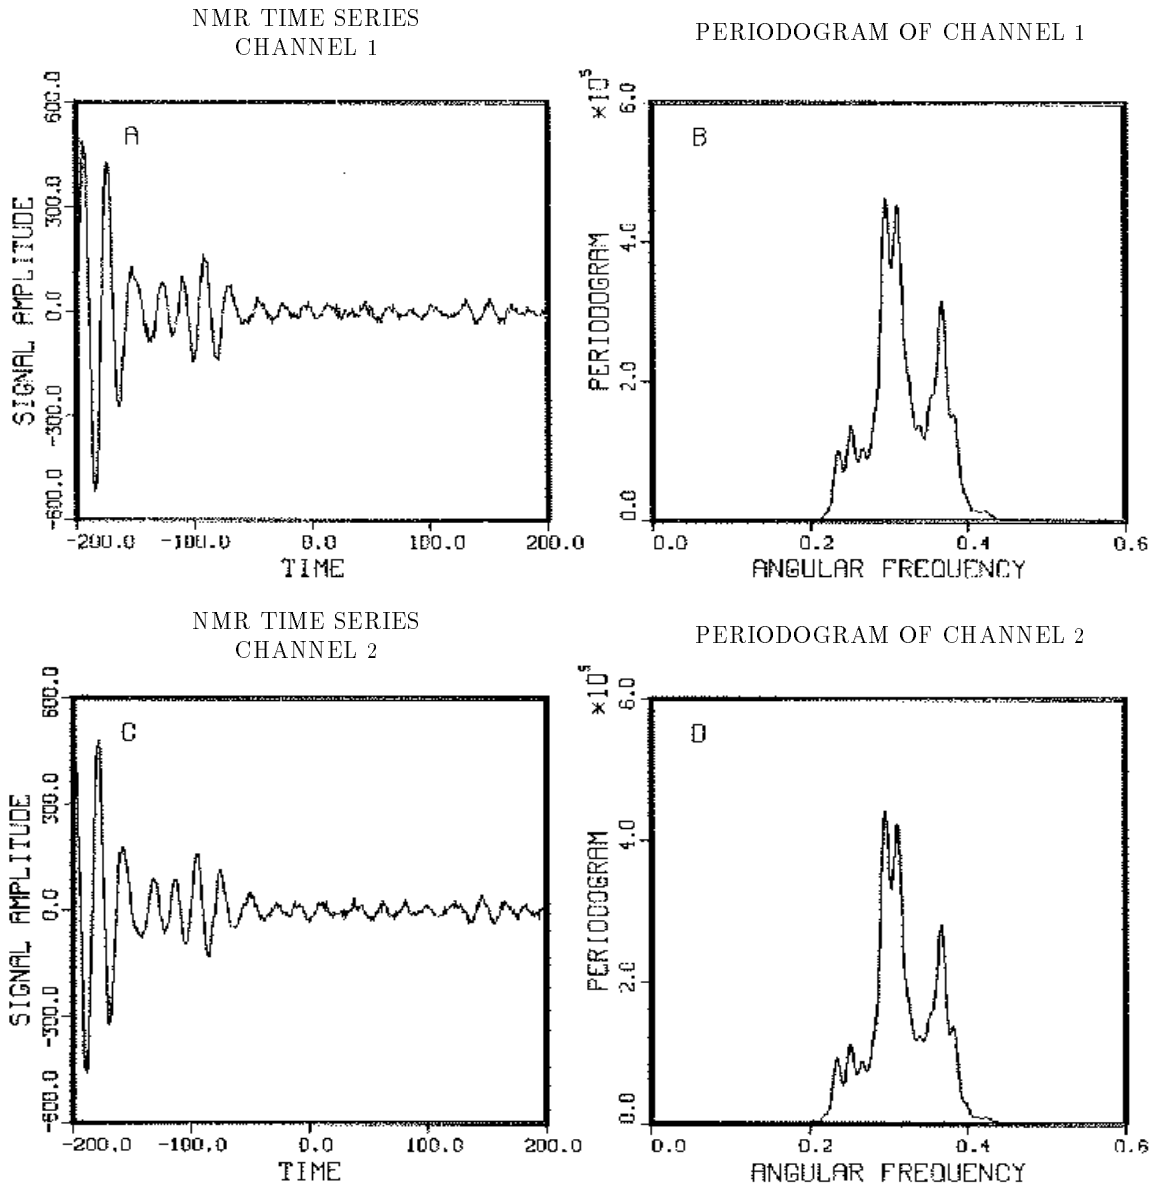 NMR TIME SERIES
CHANNEL 1
PERIODOGRAM OF CHANNEL 1
600.0
300.0
0.0
-300.0
-600.0
SIGNAL AMPLITUDE
A
-200.0 -100.0 0.0 100.0 200.0
TIME
×10⁵
6.0
4.0
2.0
0.0
PERIODOGRAM
B
0.0 0.2 0.4 0.6
ANGULAR FREQUENCY
NMR TIME SERIES
CHANNEL 2
PERIODOGRAM OF CHANNEL 2
600.0
300.0
0.0
-300.0
-600.0
SIGNAL AMPLITUDE
C
-200.0 -100.0 0.0 100.0 200.0
TIME
×10⁵
6.0
4.0
2.0
0.0
PERIODOGRAM
D
0.0 0.2 0.4 0.6
ANGULAR FREQUENCY